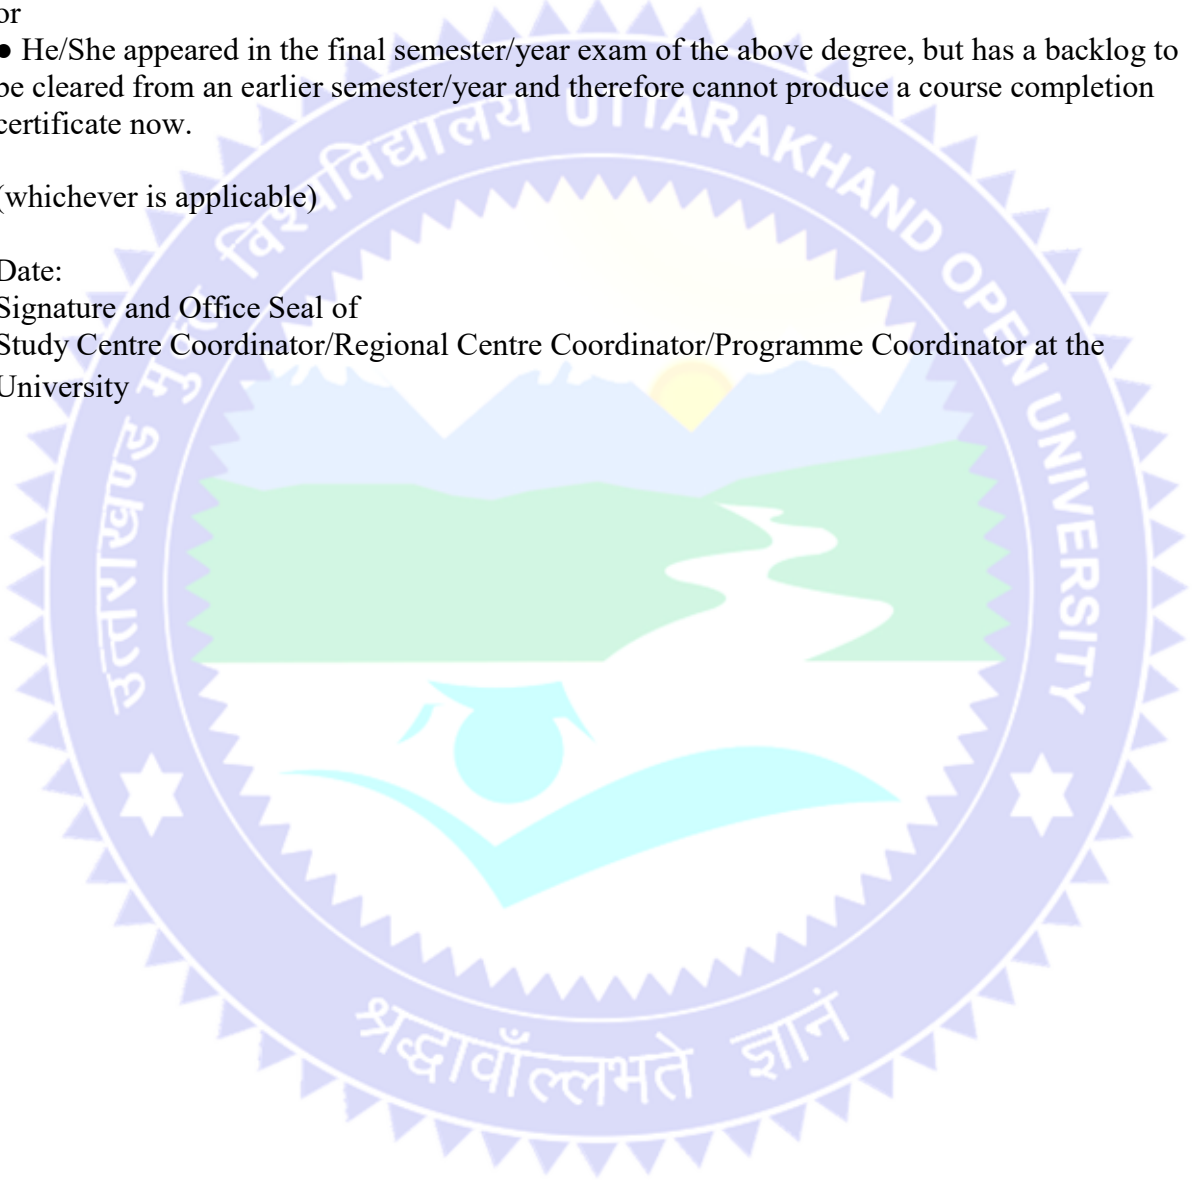 or
● He/She appeared in the final semester/year exam of the above degree, but has a backlog to
be cleared from an earlier semester/year and therefore cannot produce a course completion
certificate now.
(whichever is applicable)
Date:
Signature and Office Seal of
Study Centre Coordinator/Regional Centre Coordinator/Programme Coordinator at the
University
उत्तराखण्ड मुक्त विश्वविद्यालय UTTARAKHAND OPEN UNIVERSITY
श्रद्धावाँल्लभते ज्ञानं